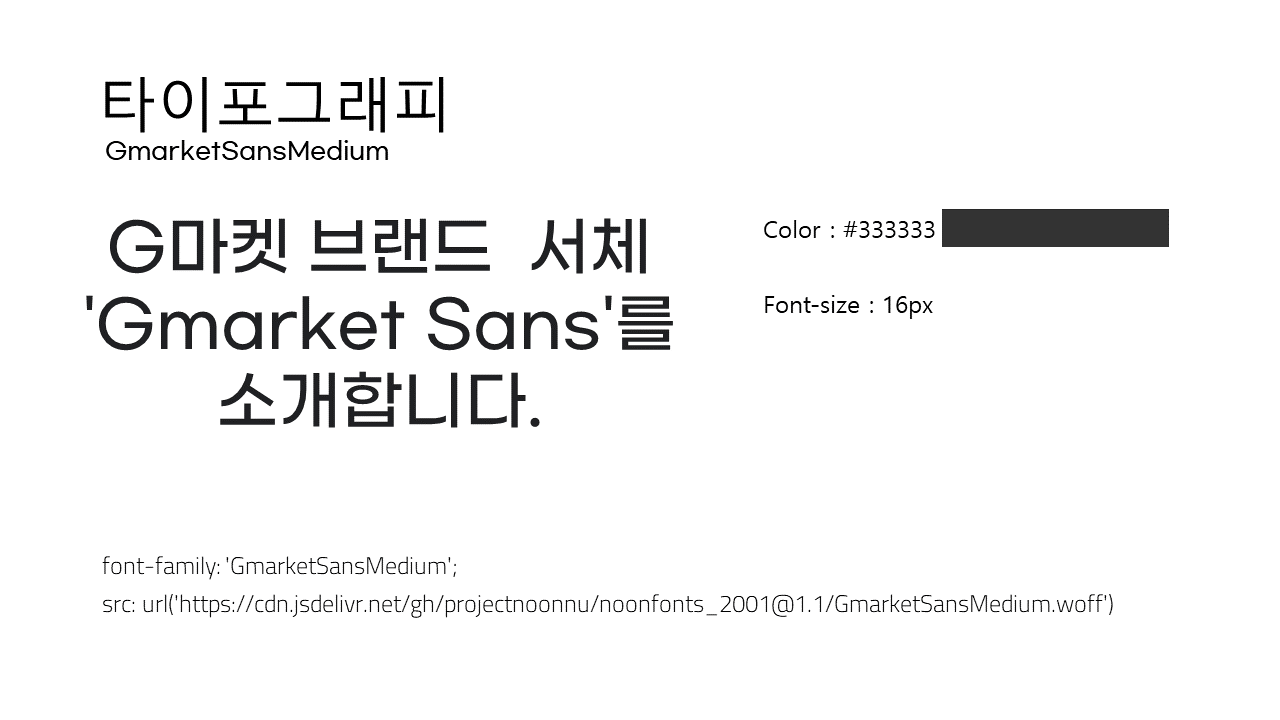 타이포그래피
GmarketSansMedium
G마켓 브랜드 서체
'Gmarket Sans'를
소개합니다.
Color : #333333
Font-size : 16px
font-family: 'GmarketSansMedium';
src: url('https://cdn.jsdelivr.net/gh/projectnoonnu/noonfonts_2001@1.1/GmarketSansMedium.woff')